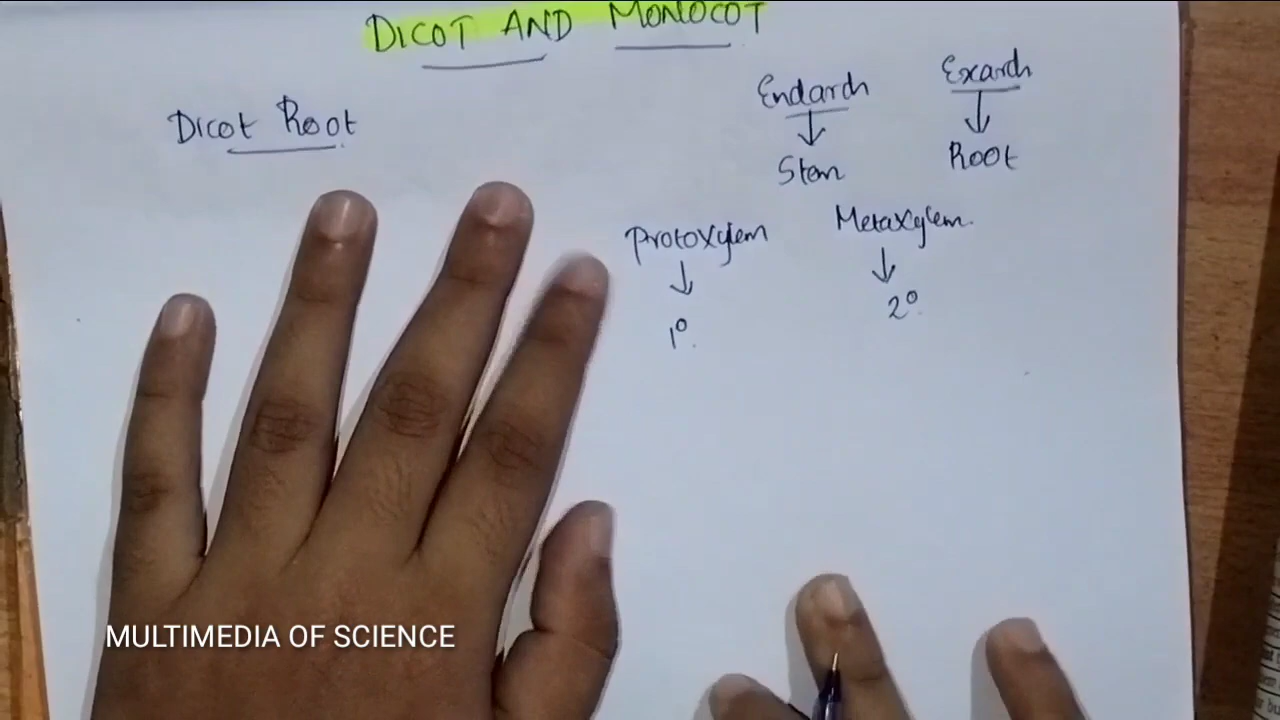 DICOT AND MONOCOT
Dicot Root
Endarch
Exarch
↓
↓
Stem
Root
Protoxylem
Metaxylem
↓
↓
1°
2°
MULTIMEDIA OF SCIENCE